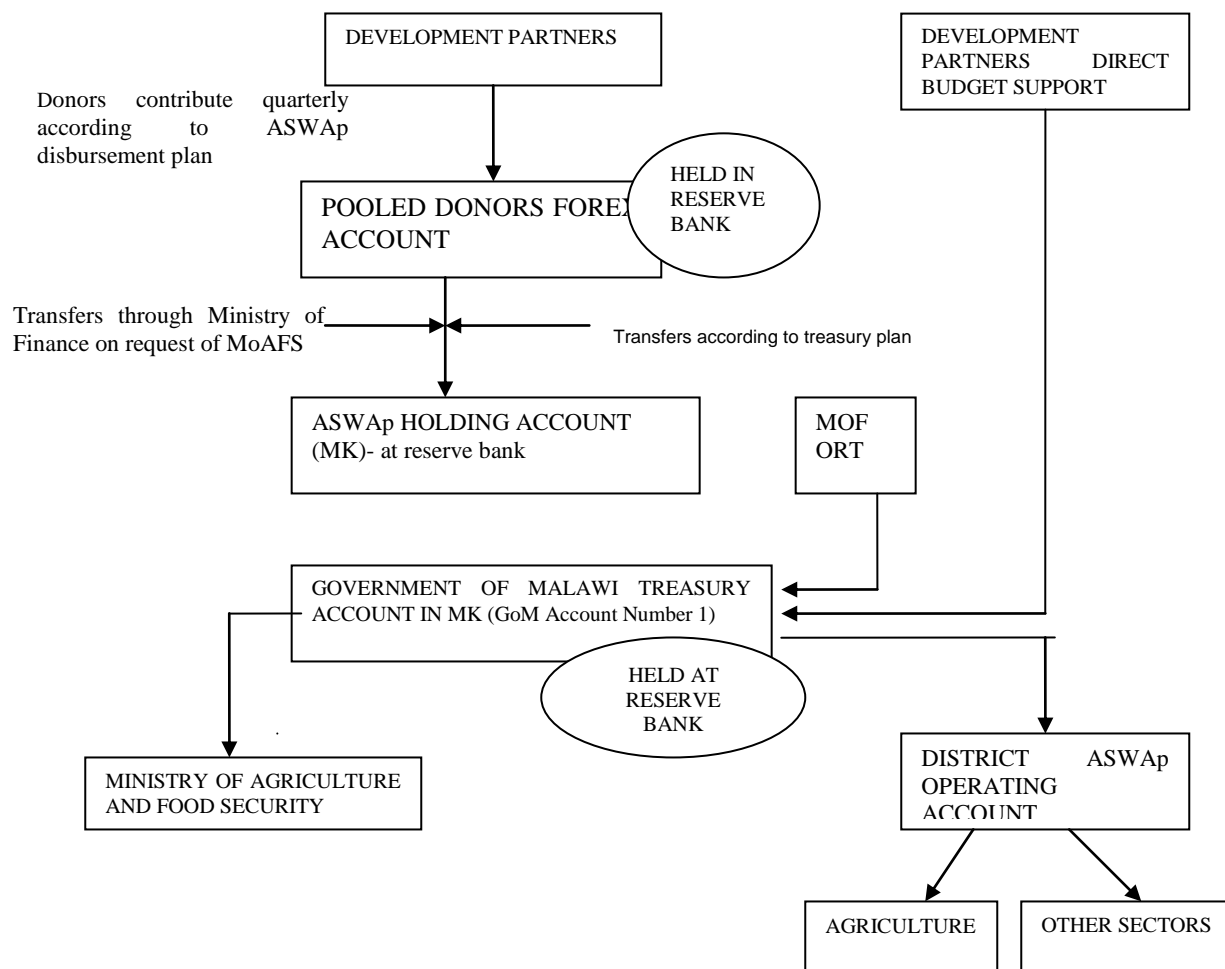 DEVELOPMENT PARTNERS
DEVELOPMENT
PARTNERS DIRECT
BUDGET SUPPORT
Donors contribute quarterly
according to ASWAp
disbursement plan
HELD IN
RESERVE
BANK
POOLED DONORS FOREX
ACCOUNT
Transfers through Ministry of
Finance on request of MoAFS
Transfers according to treasury plan
ASWAp HOLDING ACCOUNT
(MK)- at reserve bank
MOF
ORT
GOVERNMENT OF MALAWI TREASURY
ACCOUNT IN MK (GoM Account Number 1)
HELD AT
RESERVE
BANK
MINISTRY OF AGRICULTURE
AND FOOD SECURITY
DISTRICT ASWAp
OPERATING
ACCOUNT
AGRICULTURE
OTHER SECTORS